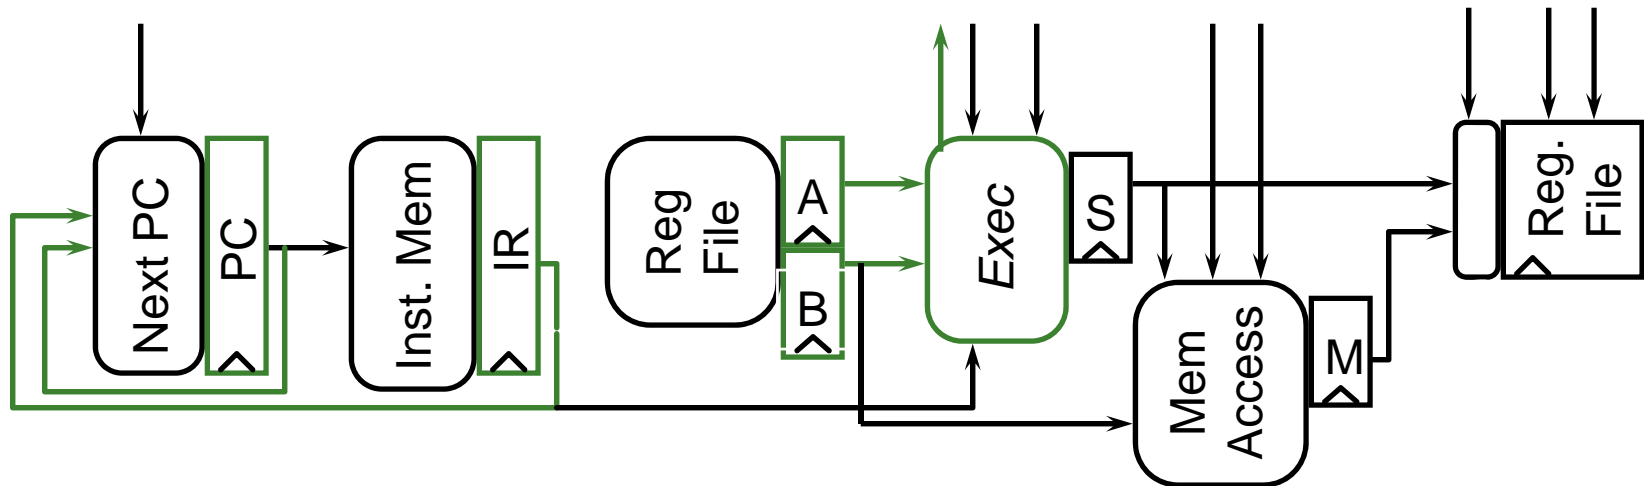 Next PC
PC
Inst. Mem
IR
Reg
File
A
B
Exec
S
Mem
Access
M
Reg.
File